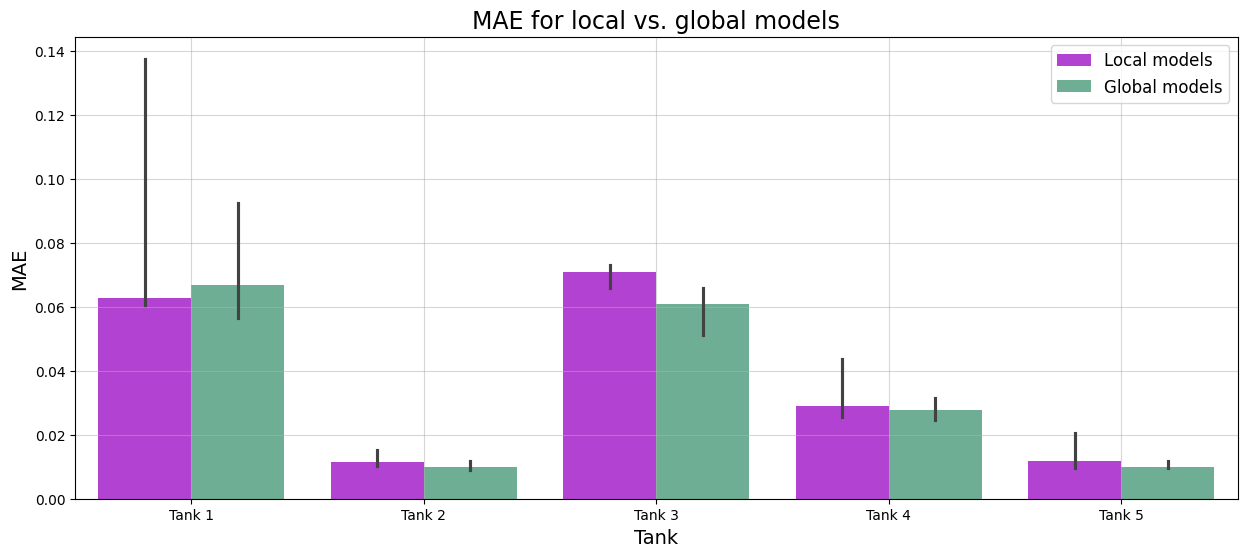 MAE for local vs. global models
Local models
Global models
MAE
0.14
0.12
0.10
0.08
0.06
0.04
0.02
0.00
Tank 1 Tank 2 Tank 3 Tank 4 Tank 5
Tank